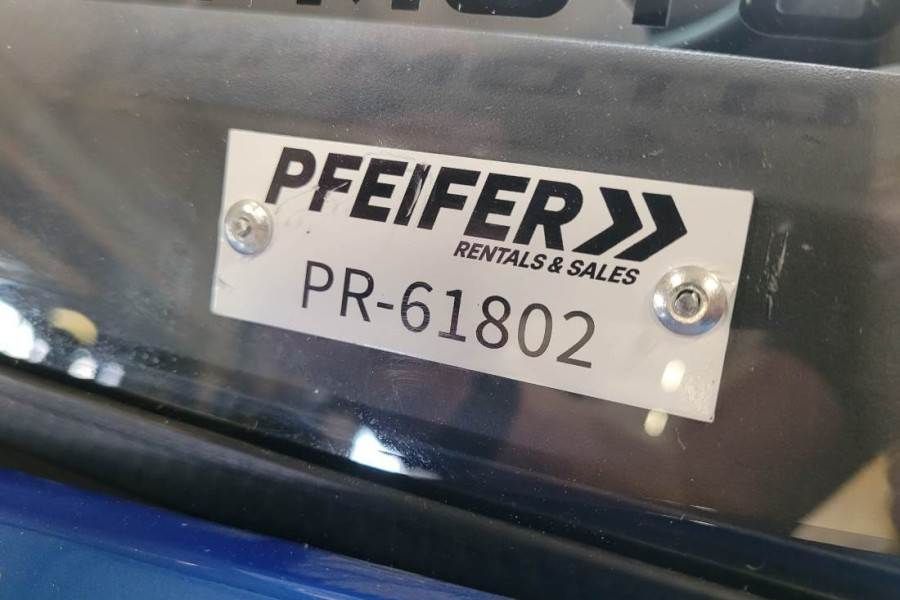 PFEIFER
RENTALS & SALES
PR-61802